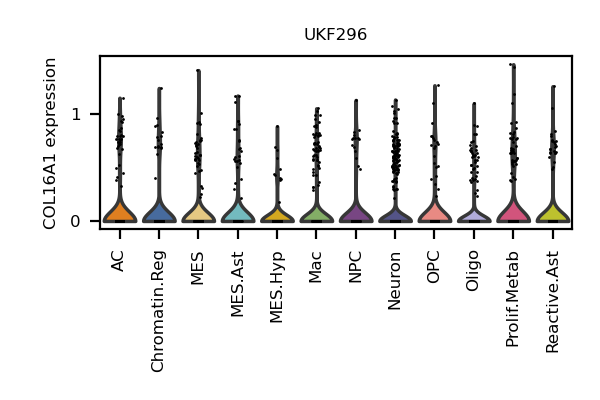 UKF296
COL16A1 expression
1
0
AC
Chromatin.Reg
MES
MES.Ast
MES.Hyp
Mac
NPC
Neuron
OPC
Oligo
Prolif.Metab
Reactive.Ast